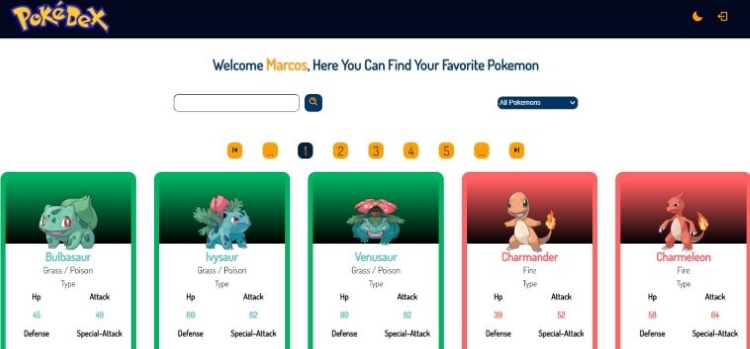 PokéDex
Welcome Marcos, Here You Can Find Your Favorite Pokemon
All Pokemons
... 1 2 3 4 5 ...
Bulbasaur Ivysaur Venusaur Charmander Charmeleon
Grass / Poison Grass / Poison Grass / Poison Fire Fire
Type Type Type Type Type
Hp Attack Hp Attack Hp Attack Hp Attack Hp Attack
45 49 60 62 80 82 39 52 58 64
Defense Special-Attack Defense Special-Attack Defense Special-Attack Defense Special-Attack Defense Special-Attack